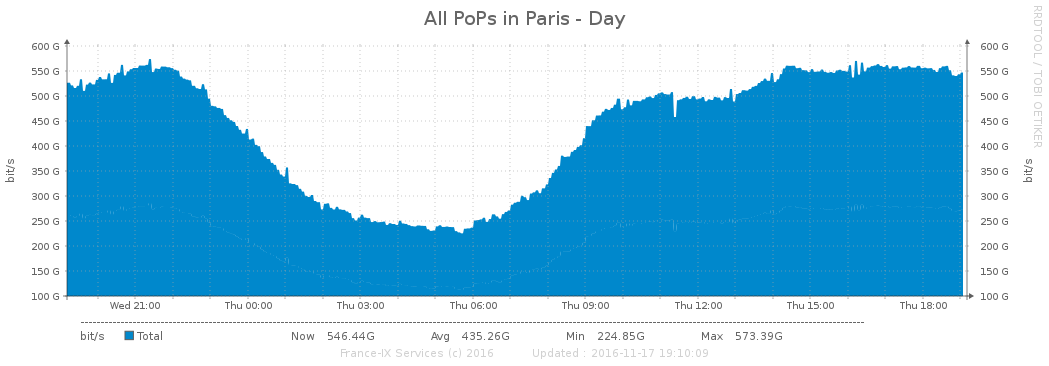 All PoPs in Paris - Day
RRDTOOL / TOBI OETIKER
600 G 600 G
550 G 550 G
500 G 500 G
450 G 450 G
400 G 400 G
350 G 350 G
300 G 300 G
250 G 250 G
200 G 200 G
150 G 150 G
100 G 100 G
bit/s
bit/s
Wed 21:00 Thu 00:00 Thu 03:00 Thu 06:00 Thu 09:00 Thu 12:00 Thu 15:00 Thu 18:00
bit/s Total Now 546.44G Avg 435.26G Min 224.85G Max 573.39G
France-IX Services (c) 2016 Updated : 2016-11-17 19:10:09